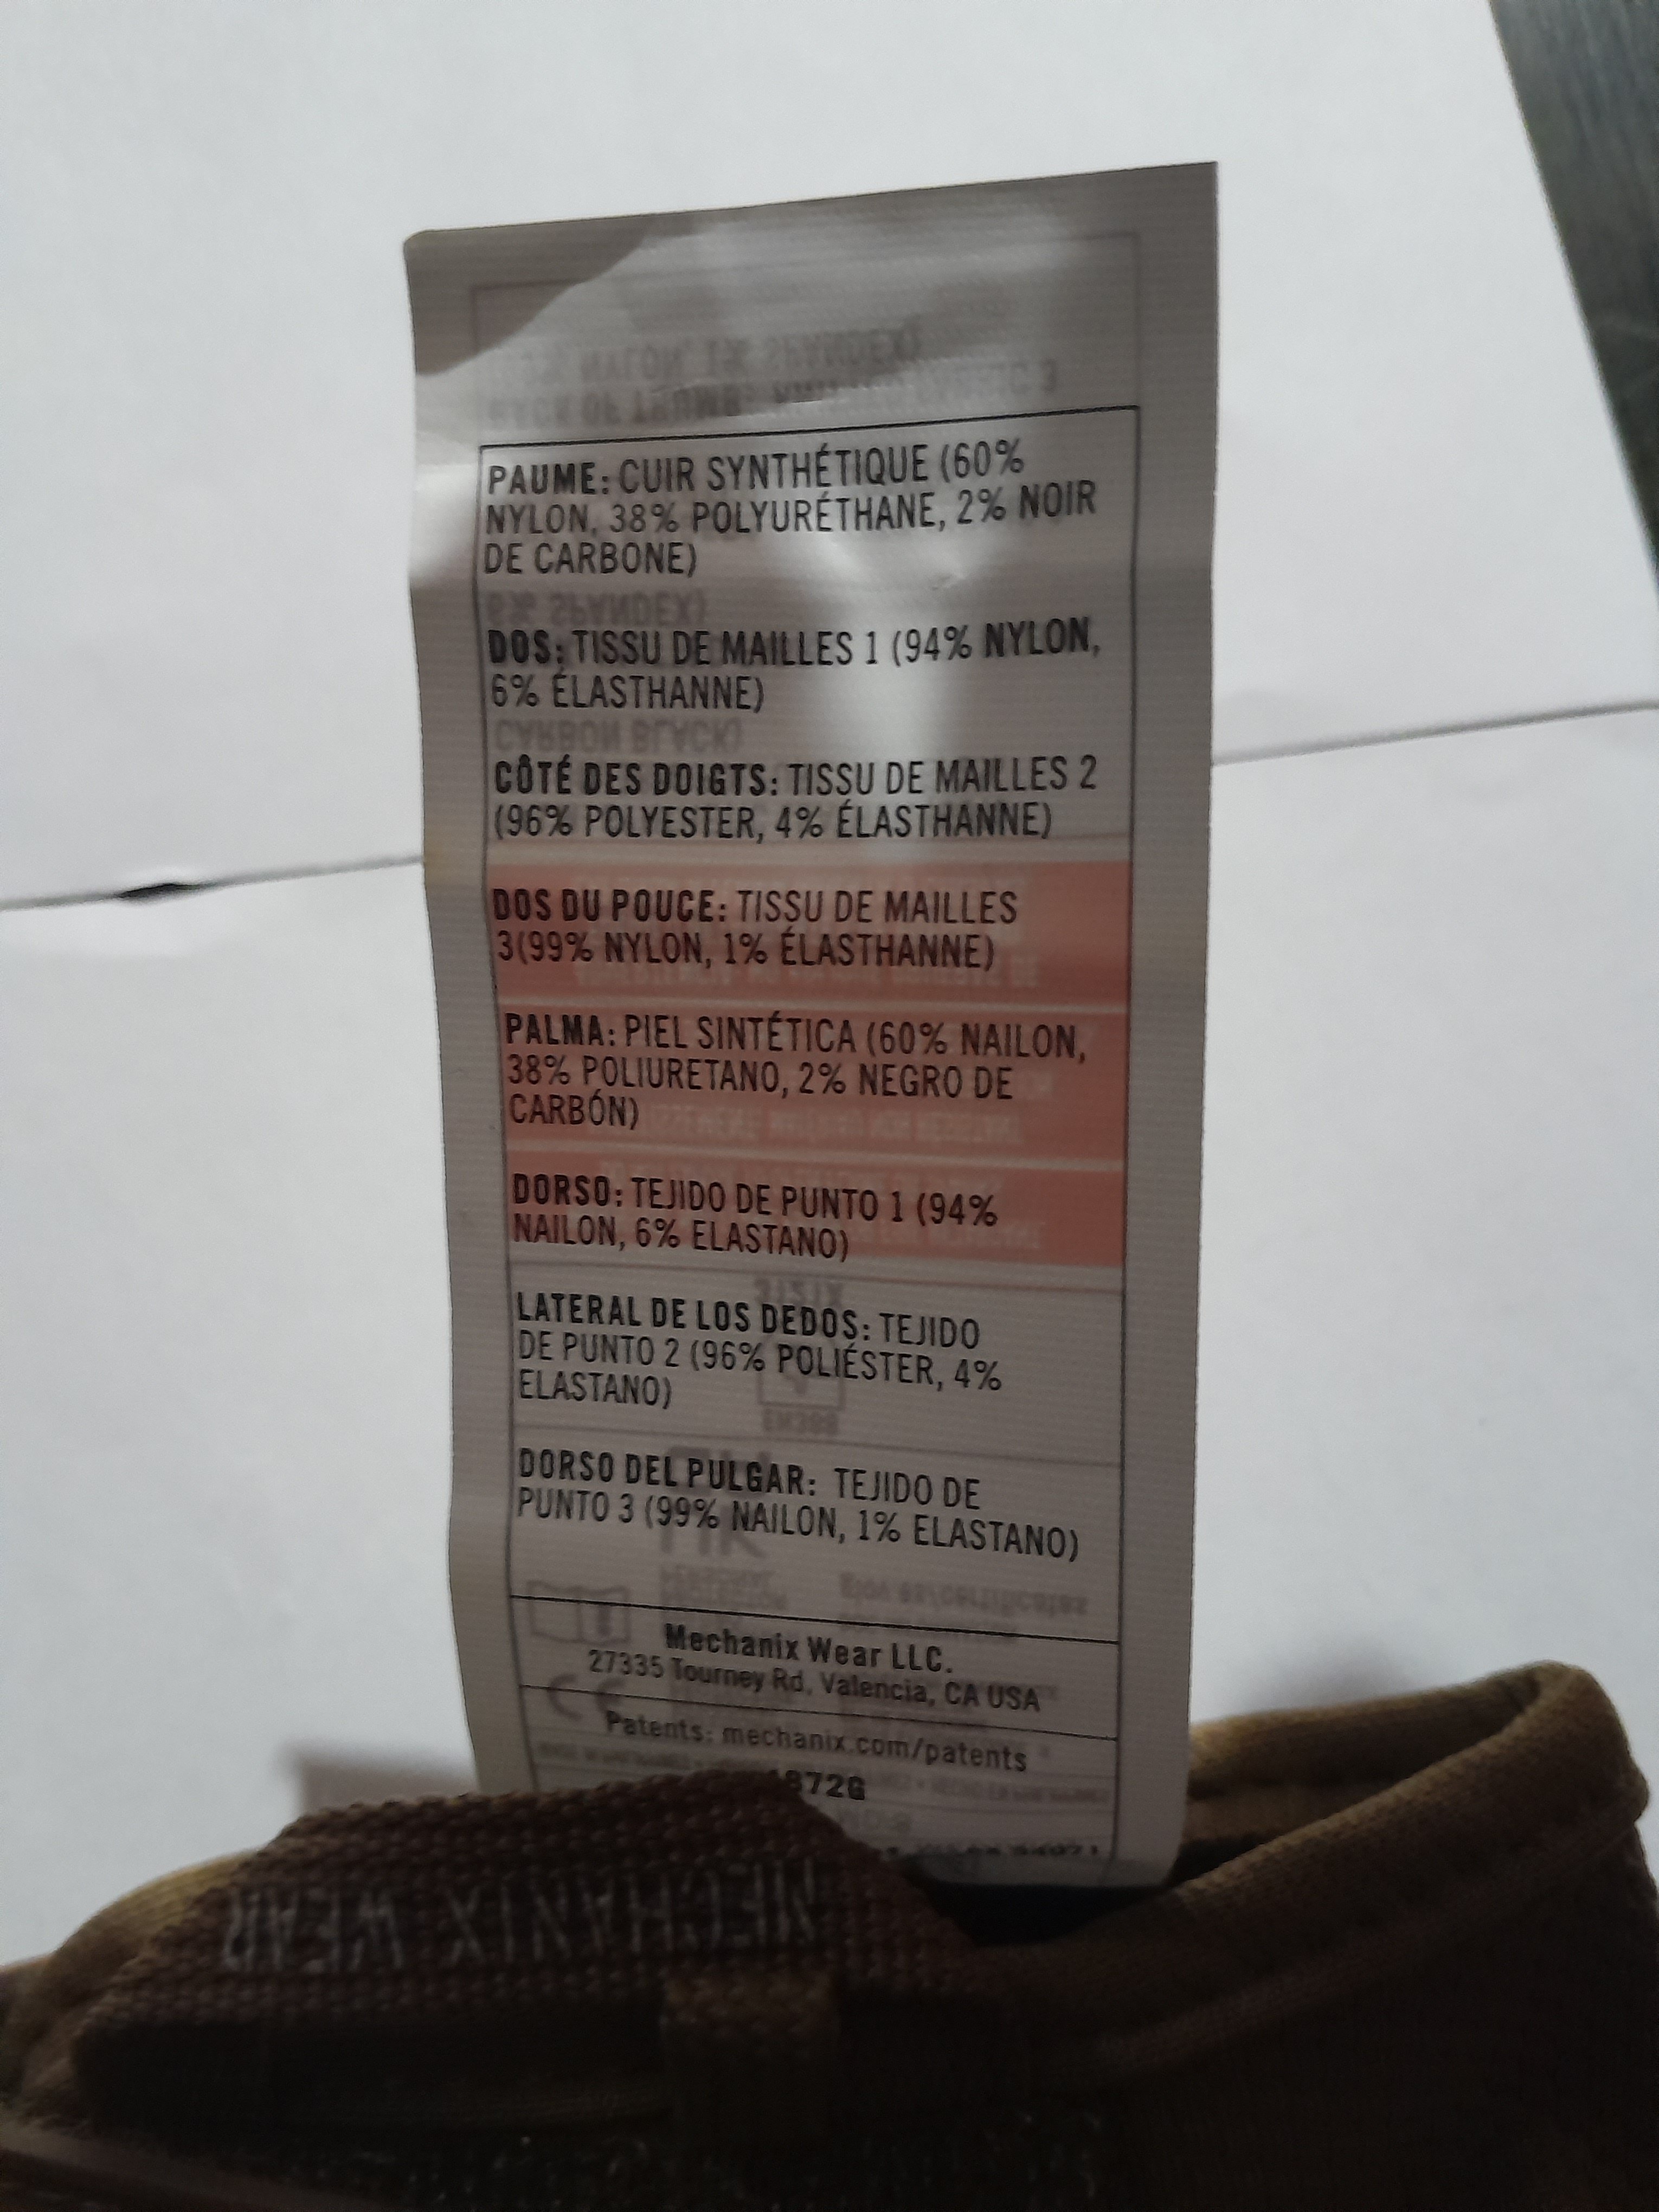 PAUME: CUIR SYNTHÉTIQUE (60%
NYLON, 38% POLYURÉTHANE, 2% NOIR
DE CARBONE)
6% SPANDEX)
DOS: TISSU DE MAILLES 1 (94% NYLON,
6% ÉLASTHANNE)
CARBON BLACK)
CÔTÉ DES DOIGTS: TISSU DE MAILLES 2
(96% POLYESTER, 4% ÉLASTHANNE)
DOS DU POUCE: TISSU DE MAILLES
3(99% NYLON, 1% ÉLASTHANNE)
PALMA: PIEL SINTÉTICA (60% NAILON,
38% POLIURETANO, 2% NEGRO DE
CARBÓN)
DORSO: TEJIDO DE PUNTO 1 (94%
NAILON, 6% ELASTANO)
LATERAL DE LOS DEDOS: TEJIDO
DE PUNTO 2 (96% POLIÉSTER, 4%
ELASTANO)
DORSO DEL PULGAR: TEJIDO DE
PUNTO 3 (99% NAILON, 1% ELASTANO)
Mechanix Wear LLC.
27335 Tourney Rd, Valencia, CA USA
Patents: mechanix.com/patents
872G
MECHANIX WEAR